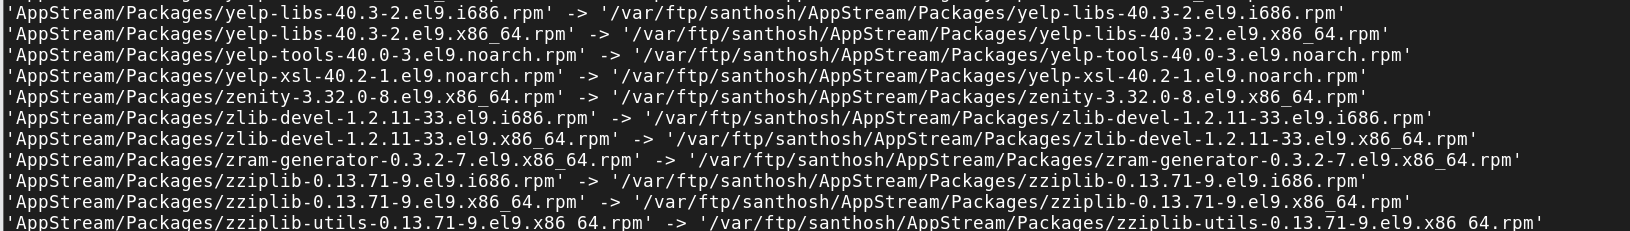 'AppStream/Packages/yelp-libs-40.3-2.el9.i686.rpm' -> '/var/ftp/santhosh/AppStream/Packages/yelp-libs-40.3-2.el9.i686.rpm'
'AppStream/Packages/yelp-libs-40.3-2.el9.x86_64.rpm' -> '/var/ftp/santhosh/AppStream/Packages/yelp-libs-40.3-2.el9.x86_64.rpm'
'AppStream/Packages/yelp-tools-40.0-3.el9.noarch.rpm' -> '/var/ftp/santhosh/AppStream/Packages/yelp-tools-40.0-3.el9.noarch.rpm'
'AppStream/Packages/yelp-xsl-40.2-1.el9.noarch.rpm' -> '/var/ftp/santhosh/AppStream/Packages/yelp-xsl-40.2-1.el9.noarch.rpm'
'AppStream/Packages/zenity-3.32.0-8.el9.x86_64.rpm' -> '/var/ftp/santhosh/AppStream/Packages/zenity-3.32.0-8.el9.x86_64.rpm'
'AppStream/Packages/zlib-devel-1.2.11-33.el9.i686.rpm' -> '/var/ftp/santhosh/AppStream/Packages/zlib-devel-1.2.11-33.el9.i686.rpm'
'AppStream/Packages/zlib-devel-1.2.11-33.el9.x86_64.rpm' -> '/var/ftp/santhosh/AppStream/Packages/zlib-devel-1.2.11-33.el9.x86_64.rpm'
'AppStream/Packages/zram-generator-0.3.2-7.el9.x86_64.rpm' -> '/var/ftp/santhosh/AppStream/Packages/zram-generator-0.3.2-7.el9.x86_64.rpm'
'AppStream/Packages/zziplib-0.13.71-9.el9.i686.rpm' -> '/var/ftp/santhosh/AppStream/Packages/zziplib-0.13.71-9.el9.i686.rpm'
'AppStream/Packages/zziplib-0.13.71-9.el9.x86_64.rpm' -> '/var/ftp/santhosh/AppStream/Packages/zziplib-0.13.71-9.el9.x86_64.rpm'
'AppStream/Packages/zziplib-utils-0.13.71-9.el9.x86_64.rpm' -> '/var/ftp/santhosh/AppStream/Packages/zziplib-utils-0.13.71-9.el9.x86_64.rpm'